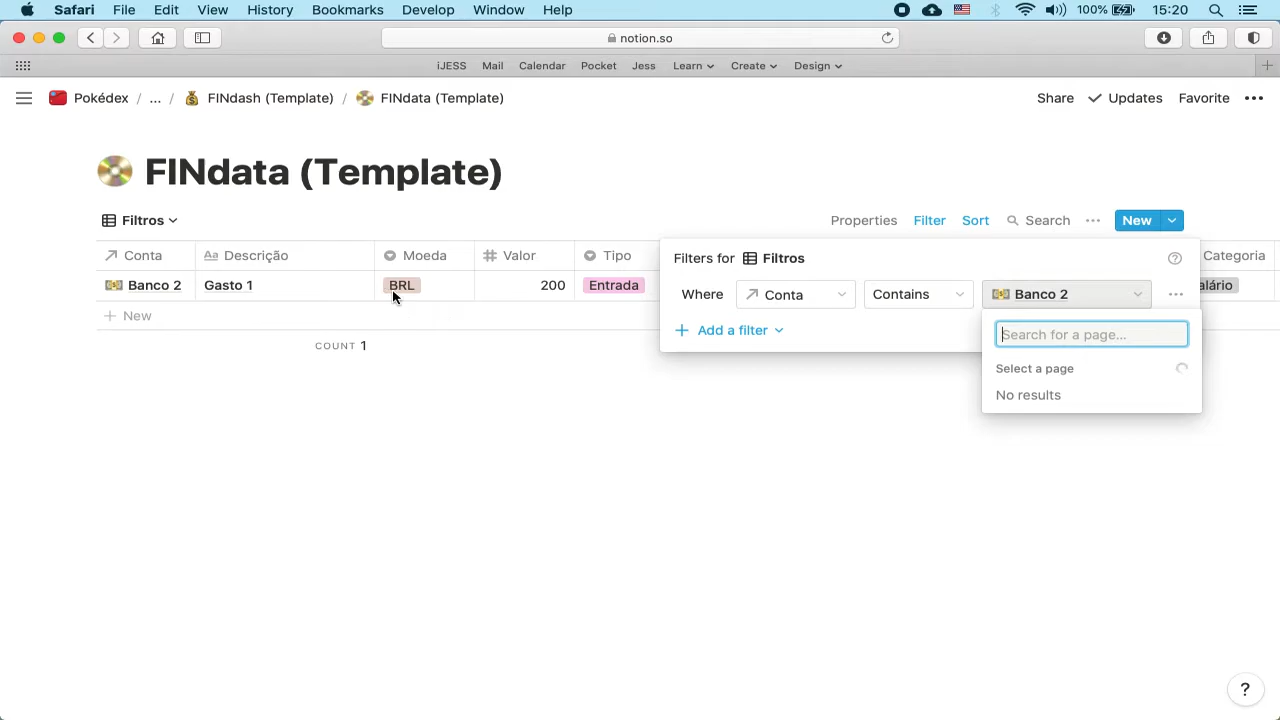 Safari File Edit View History Bookmarks Develop Window Help 100% 15:20
notion.so
iJESS Mail Calendar Pocket Jess Learn Create Design
Pokédex / ... / FINdash (Template) / FINdata (Template) Share Updates Favorite •••
FINdata (Template)
Filtros Properties Filter Sort Search ••• New
Conta Aa Descrição Moeda # Valor Tipo Categoria
Filters for Filtros ?
Banco 2 Gasto 1 BRL 200 Entrada alário
Where Conta Contains Banco 2 •••
+ New
+ Add a filter
Search for a page...
COUNT 1
Select a page
No results
?